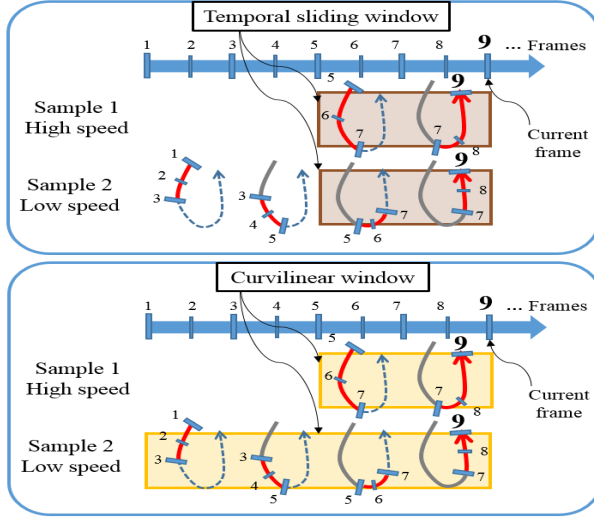 Temporal sliding window
1 2 3 4 5 6 7 8 9 ... Frames
Sample 1
High speed
5 6 7 7 8 9
Current
frame
Sample 2
Low speed
1 2 3 3 4 5 5 6 7 7 8 9
Curvilinear window
1 2 3 4 5 6 7 8 9 ... Frames
Sample 1
High speed
5 6 7 7 8 9
Current
frame
Sample 2
Low speed
1 2 3 3 4 5 5 6 7 7 8 9